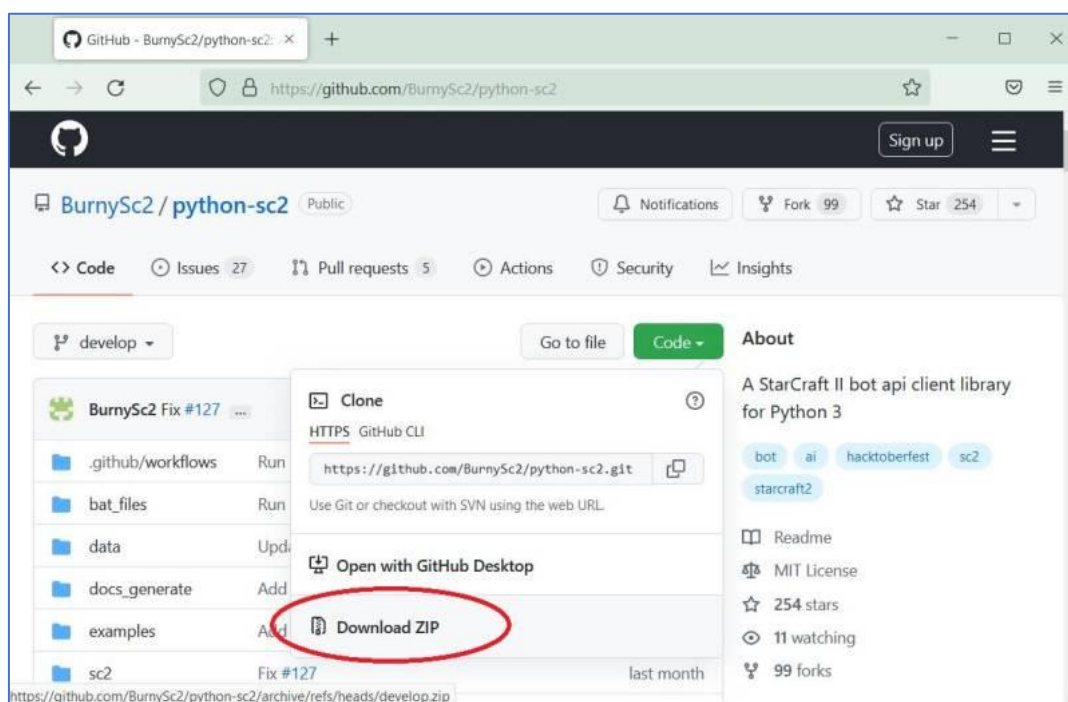 GitHub - BurnySc2/python-sc2:
https://github.com/BurnySc2/python-sc2
Sign up
BurnySc2 / python-sc2 Public
Notifications
Fork 99
Star 254
Code
Issues 27
Pull requests 5
Actions
Security
Insights
develop
Go to file
Code
About
A StarCraft II bot api client library
for Python 3
bot ai hacktoberfest sc2
starcraft2
Readme
MIT License
254 stars
11 watching
99 forks
BurnySc2 Fix #127 ...
.github/workflows Run
bat_files Run
data Upd
docs_generate Add
examples Add
sc2 Fix #127 last month
Clone
HTTPS GitHub CLI
https://github.com/BurnySc2/python-sc2.git
Use Git or checkout with SVN using the web URL.
Open with GitHub Desktop
Download ZIP
https://github.com/BurnySc2/python-sc2/archive/refs/heads/develop.zip